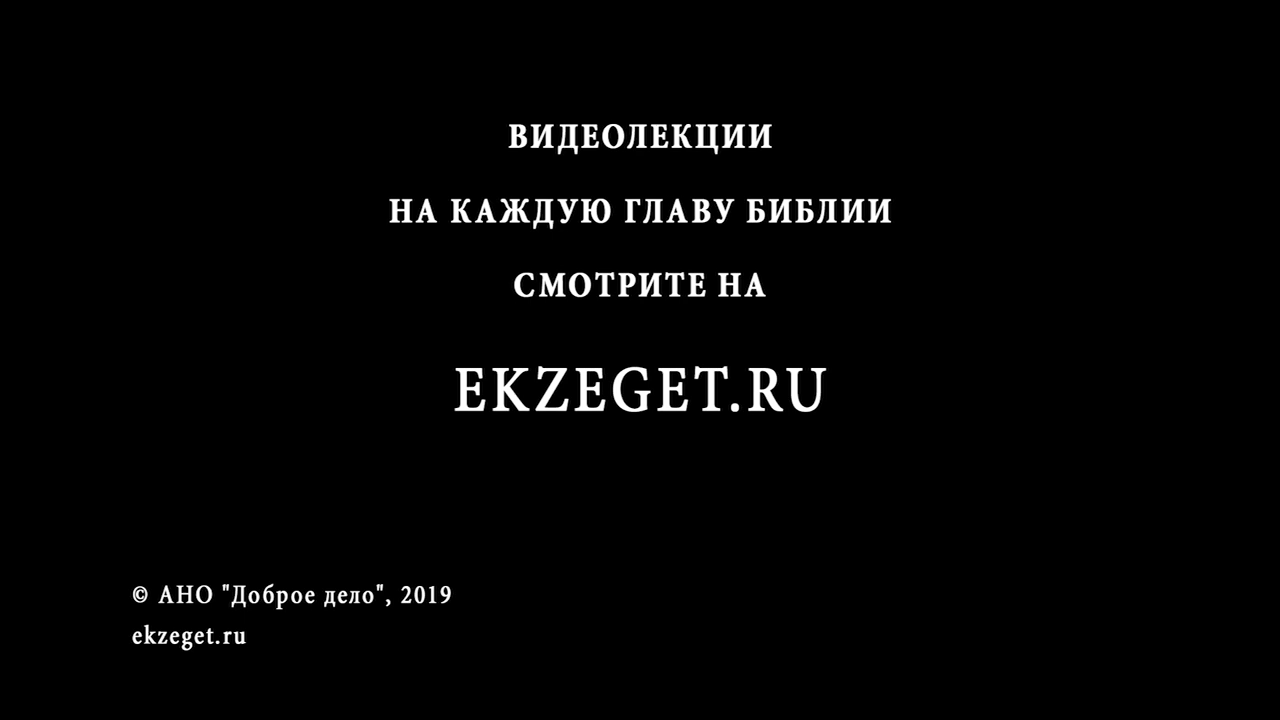 ВИДЕОЛЕКЦИИ
НА КАЖДУЮ ГЛАВУ БИБЛИИ
СМОТРИТЕ НА
EKZEGET.RU
© АНО "Доброе дело", 2019
ekzeget.ru